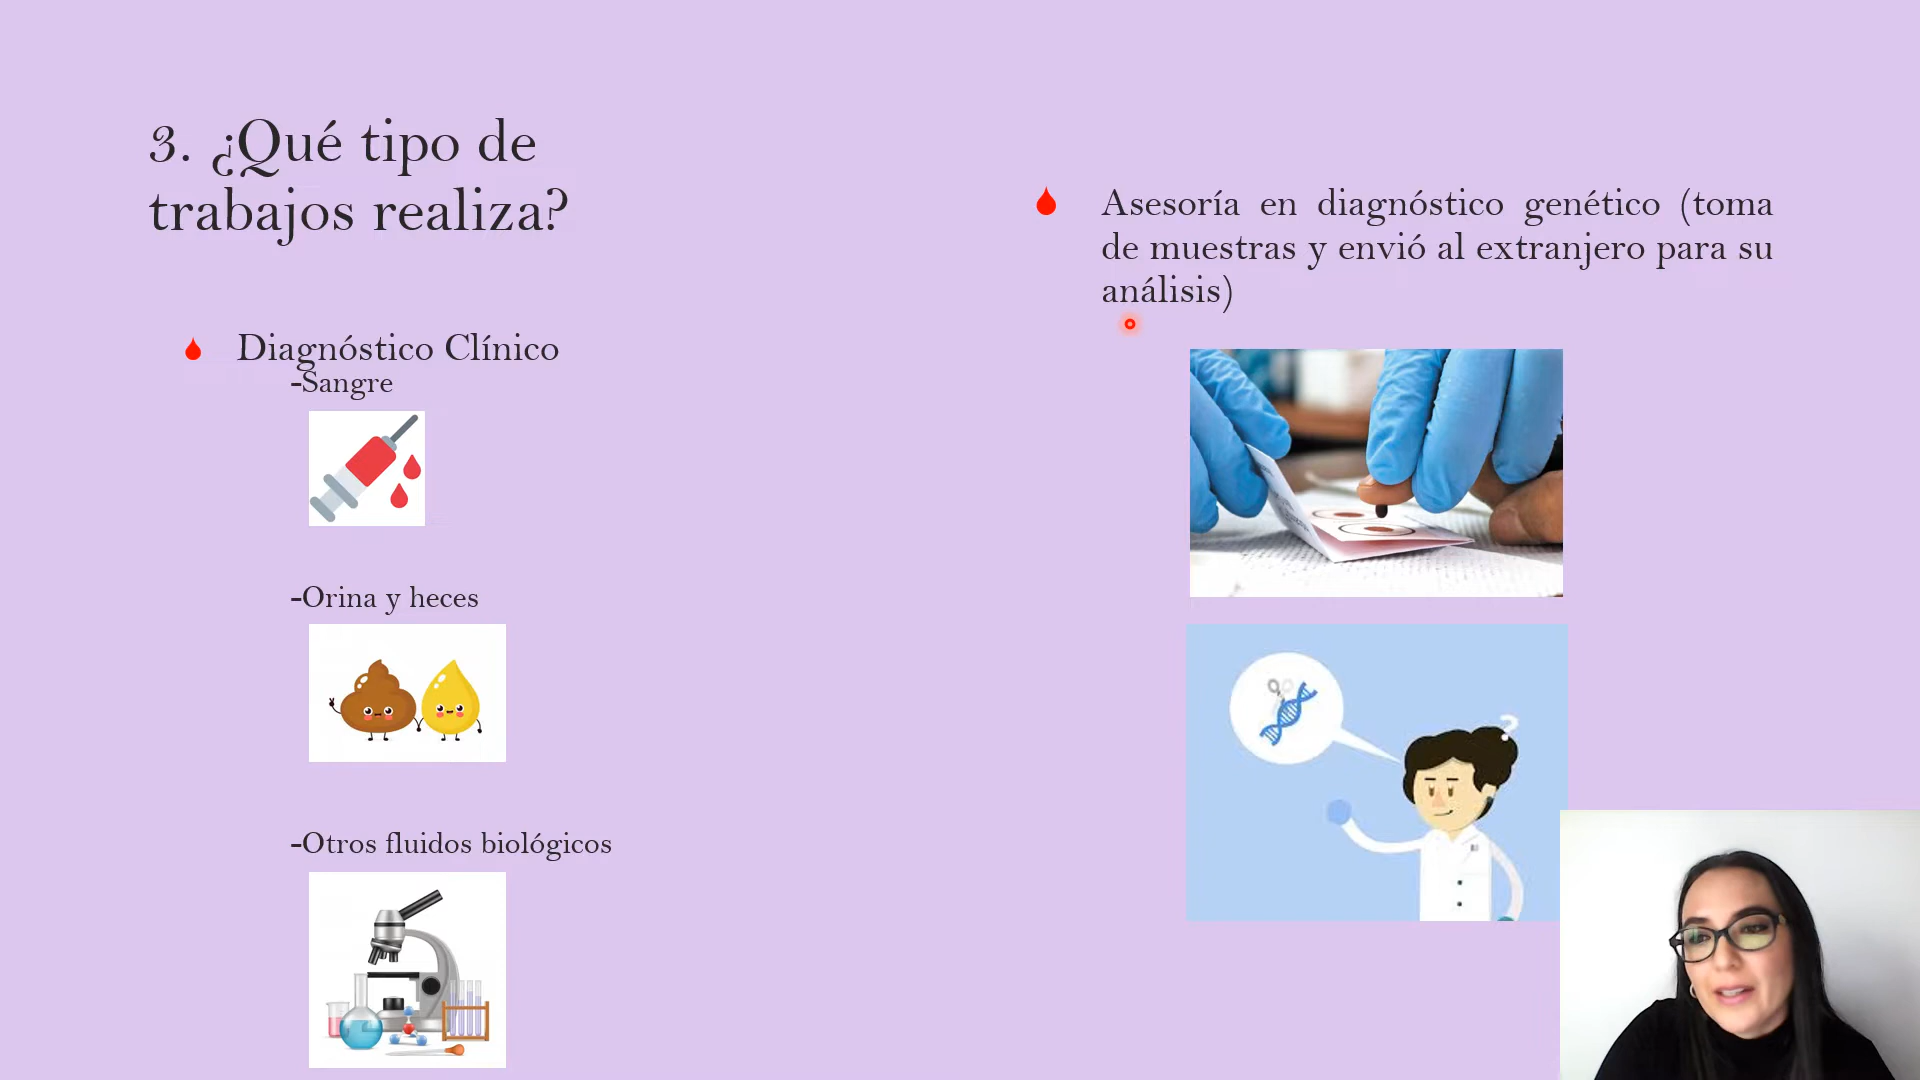 3. ¿Qué tipo de
trabajos realiza?
Diagnóstico Clínico
-Sangre
-Orina y heces
-Otros fluidos biológicos
Asesoría en diagnóstico genético (toma
de muestras y envió al extranjero para su
análisis)
?